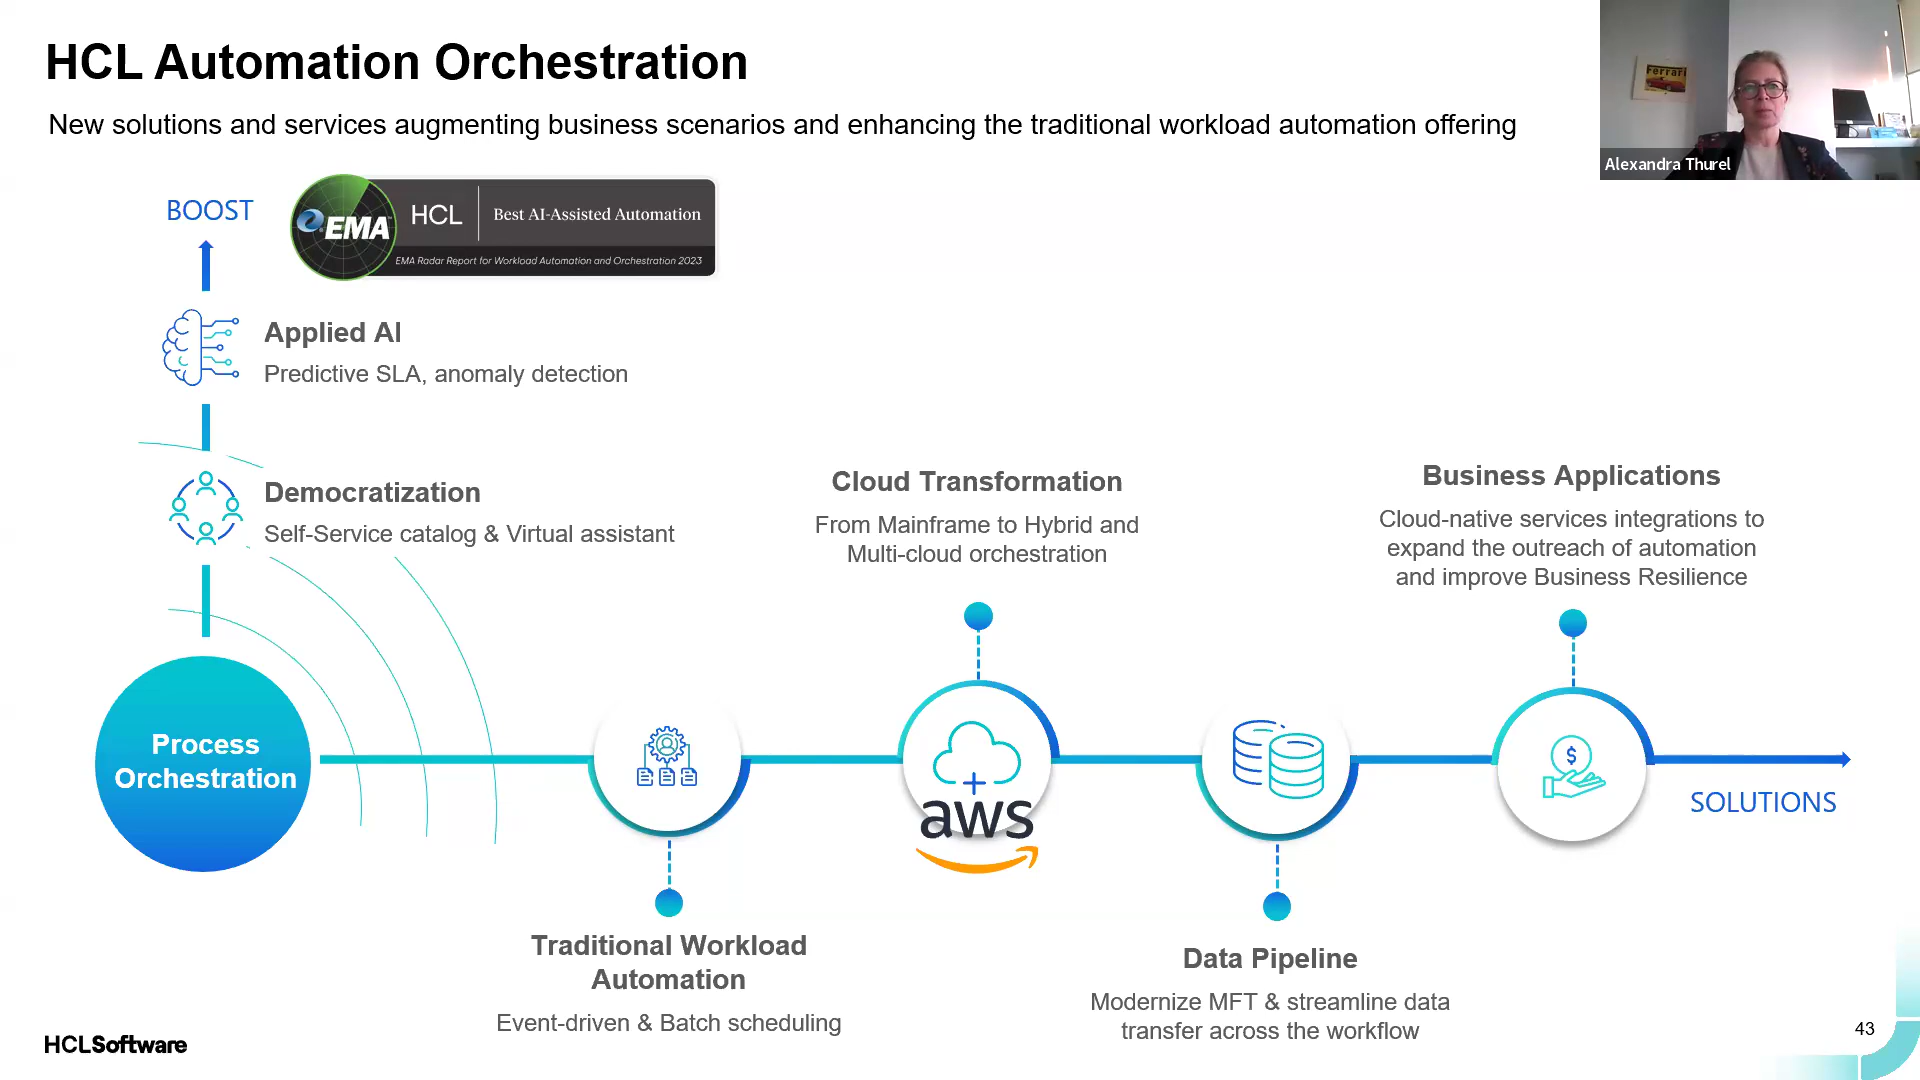 HCL Automation Orchestration
New solutions and services augmenting business scenarios and enhancing the traditional workload automation offering
Ferrari
Alexandra Thurel
BOOST
EMA
HCL
Best AI-Assisted Automation
EMA Radar Report for Workload Automation and Orchestration 2023
Applied AI
Predictive SLA, anomaly detection
Democratization
Self-Service catalog & Virtual assistant
Cloud Transformation
From Mainframe to Hybrid and
Multi-cloud orchestration
Business Applications
Cloud-native services integrations to
expand the outreach of automation
and improve Business Resilience
Process
Orchestration
$
aws
SOLUTIONS
Traditional Workload
Automation
Event-driven & Batch scheduling
Data Pipeline
Modernize MFT & streamline data
transfer across the workflow
HCLSoftware
43